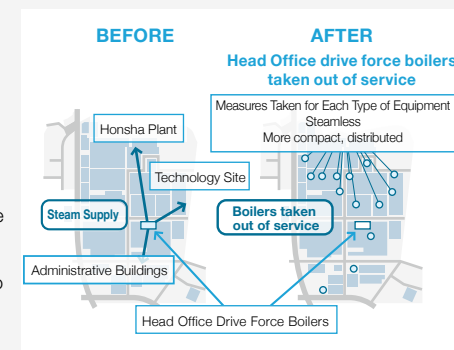 BEFORE
AFTER
Head Office drive force boilers
taken out of service
Measures Taken for Each Type of Equipment
Steamless
More compact, distributed
Honsha Plant
Technology Site
Steam Supply
Boilers taken
out of service
Administrative Buildings
Head Office Drive Force Boilers